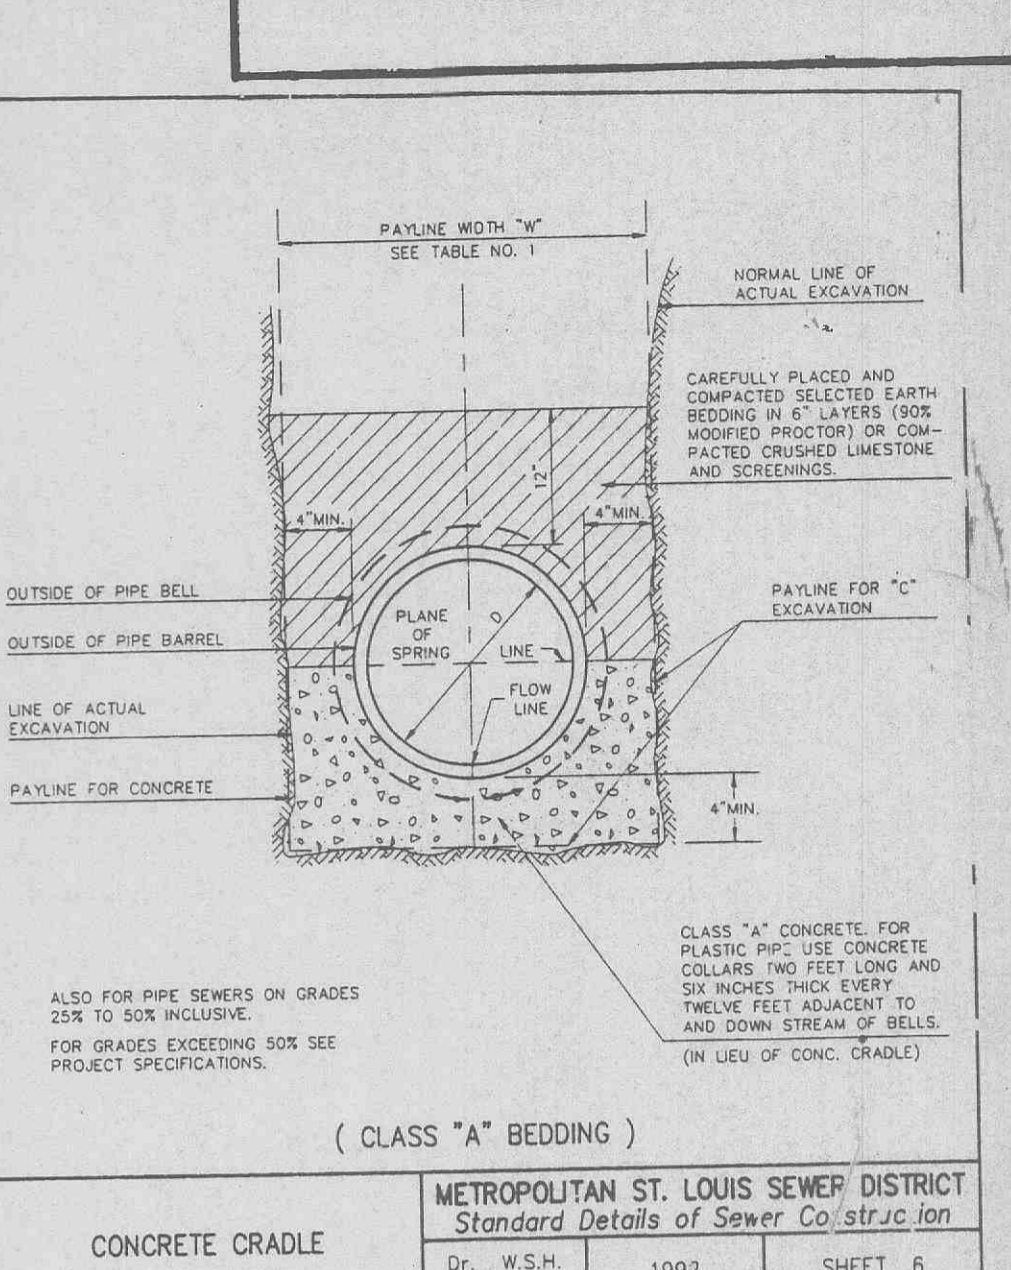 PAYLINE WIDTH "W"
SEE TABLE NO. 1
NORMAL LINE OF
ACTUAL EXCAVATION
CAREFULLY PLACED AND
COMPACTED SELECTED EARTH
BEDDING IN 6" LAYERS (90%
MODIFIED PROCTOR) OR COM-
PACTED CRUSHED LIMESTONE
AND SCREENINGS.
12"
4"MIN.
4"MIN.
OUTSIDE OF PIPE BELL
OUTSIDE OF PIPE BARREL
LINE OF ACTUAL
EXCAVATION
PAYLINE FOR CONCRETE
PLANE
OF
SPRING
LINE
D
FLOW
LINE
PAYLINE FOR "C"
EXCAVATION
4"MIN.
CLASS "A" CONCRETE. FOR
PLASTIC PIPE USE CONCRETE
COLLARS TWO FEET LONG AND
SIX INCHES THICK EVERY
TWELVE FEET ADJACENT TO
AND DOWN STREAM OF BELLS.
(IN LIEU OF CONC. CRADLE)
ALSO FOR PIPE SEWERS ON GRADES
25% TO 50% INCLUSIVE.
FOR GRADES EXCEEDING 50% SEE
PROJECT SPECIFICATIONS.
( CLASS "A" BEDDING )
CONCRETE CRADLE
METROPOLITAN ST. LOUIS SEWER DISTRICT
Standard Details of Sewer Construction
Dr. W.S.H.
SHEET 6